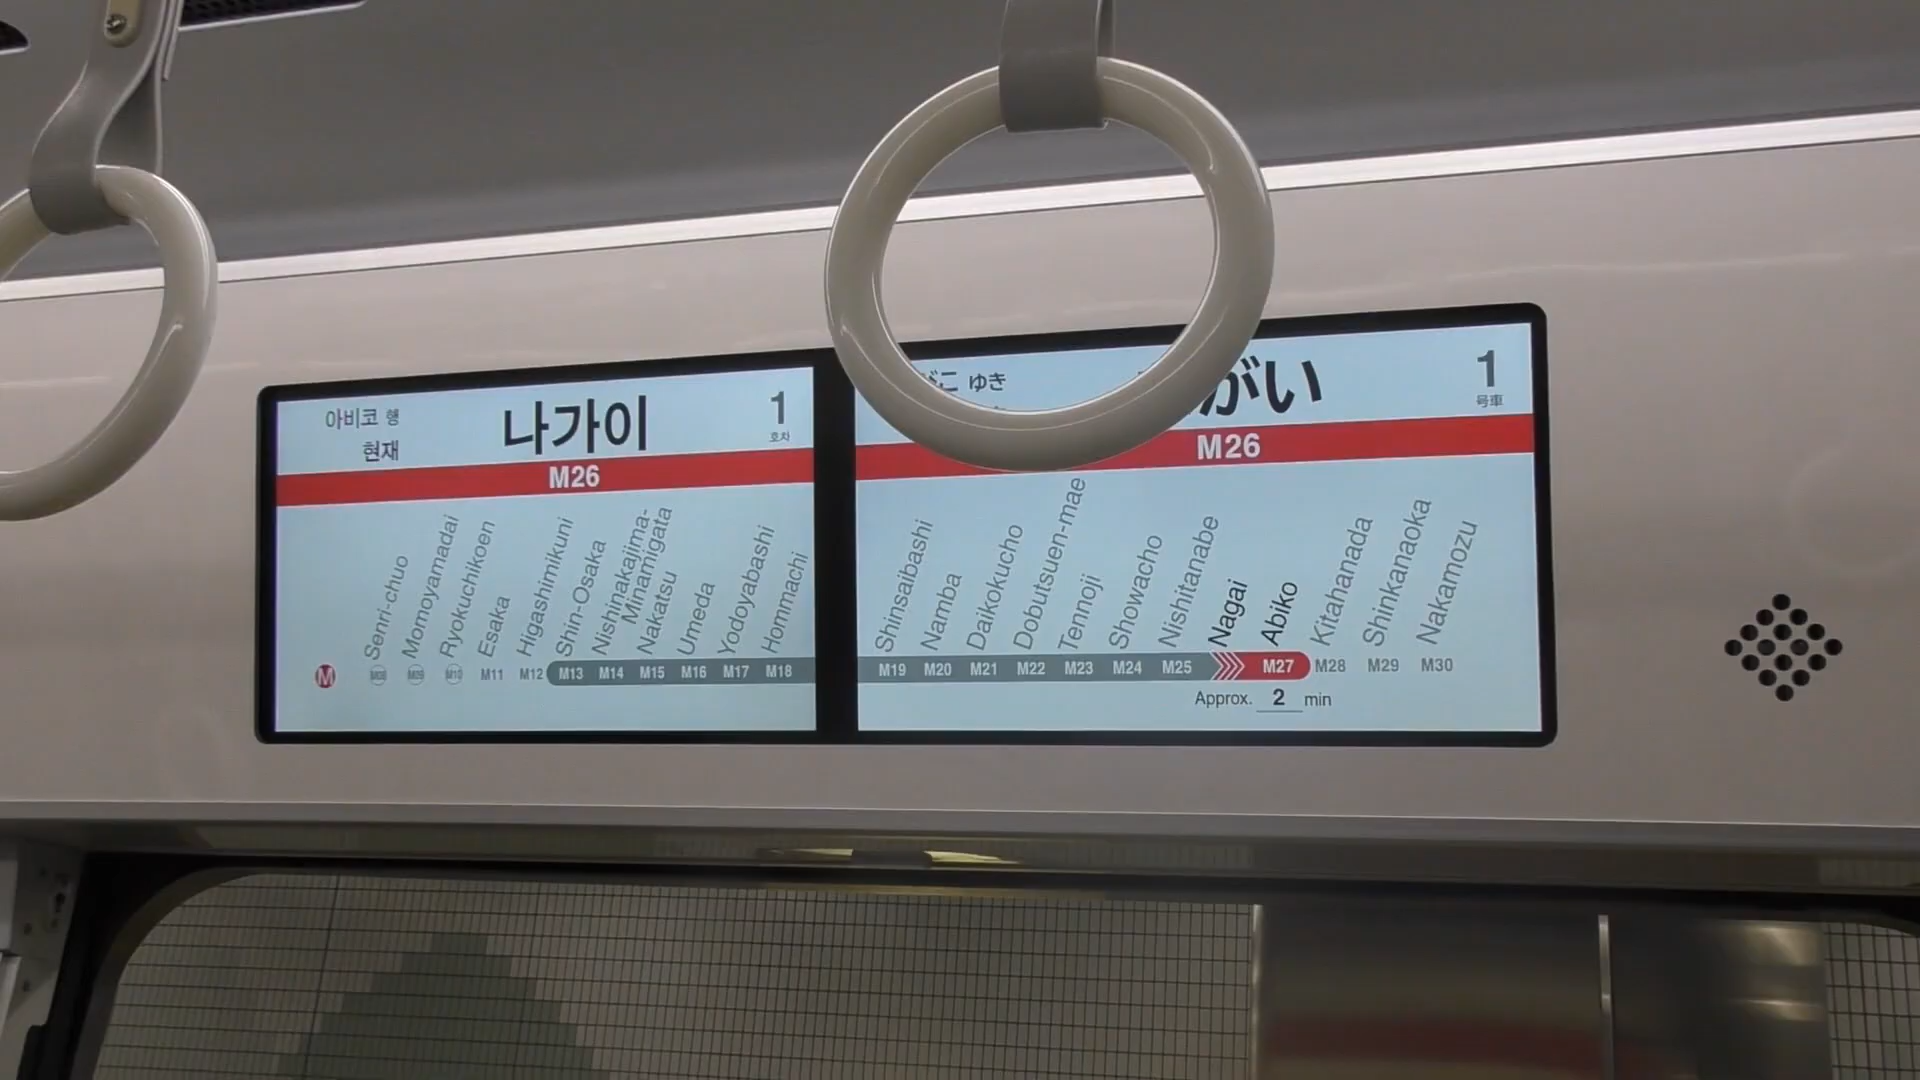 아비코 행
현재
나가이
1
호차
M26
Senri-chuo
Momoyamadai
Ryokuchikoen
Esaka
Higashimikuni
Shin-Osaka
Nishinakajima-
Minamigata
Nakatsu
Umeda
Yodoyabashi
Hommachi
M M08 M09 M10 M11 M12 M13 M14 M15 M16 M17 M18
ゆき
がい
1
号車
M26
Shinsaibashi
Namba
Daikokucho
Dobutsuen-mae
Tennoji
Showacho
Nishitanabe
Nagai
Abiko
Kitahanada
Shinkanaoka
Nakamozu
M19 M20 M21 M22 M23 M24 M25 M27 M28 M29 M30
Approx. 2 min